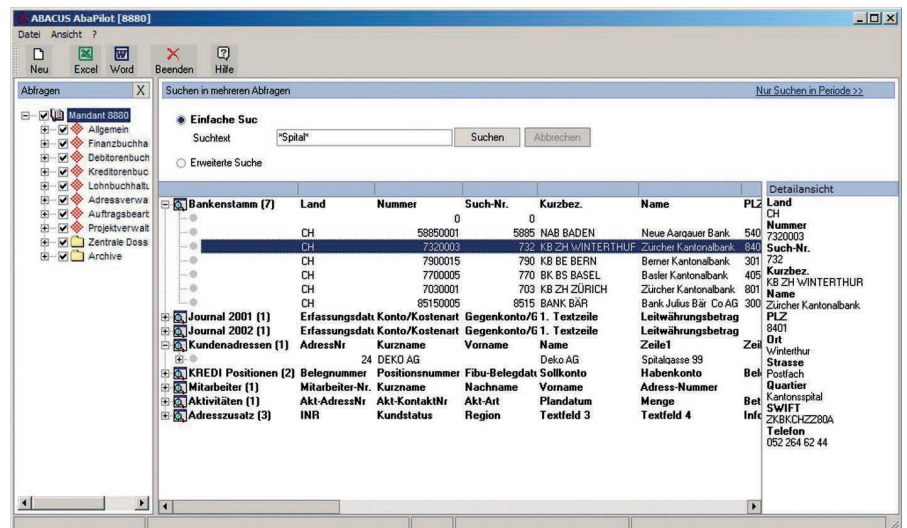 ABACUS AbaPilot [8880]
Datei Ansicht ?
Neu Excel Word Beenden Hilfe
Abfragen X
Mandant 8880
Allgemein
Finanzbuchha
Debitorenbuch
Kreditorenbuc
Lohnbuchhaltu
Adressverwa
Auftragsbeart
Projektverwalt
Zentrale Doss
Archive
Suchen in mehreren Abfragen Nur Suchen in Periode >>
Einfache Suc
Suchtext *Spital* Suchen Abbrechen
Erweiterte Suche
Bankenstamm (7) Land Nummer Such-Nr. Kurzbez. Name PLZ
0 0
CH 58850001 5885 NAB BADEN Neue Aargauer Bank 540
CH 7320003 732 KB ZH WINTERTHUF Zürcher Kantonalbank 840
CH 7900015 790 KB BE BERN Berner Kantonalbank 301
CH 7700005 770 BK BS BASEL Basler Kantonalbank 405
CH 7030001 703 KB ZH ZÜRICH Zürcher Kantonalbank 801
CH 85150005 8515 BANK BÄR Bank Julius Bär Co AG 300
Journal 2001 (1) Erfassungsdatu Konto/Kostenart Gegenkonto/G 1. Textzeile Leitwährungsbetrag
Journal 2002 (1) Erfassungsdatu Konto/Kostenart Gegenkonto/G 1. Textzeile Leitwährungsbetrag
Kundenadressen (1) AdressNr Kurzname Vorname Name Zeile1 Zeil
24 DEKO AG Deko AG Spitalgasse 99
KREDI Positionen (2) Belegnummer Positionsnummer Fibu-Belegdatu Sollkonto Habenkonto Bel
Mitarbeiter (1) Mitarbeiter-Nr. Kurzname Nachname Vorname Adress-Nummer
Aktivitäten (1) Akt-AdressNr Akt-KontaktNr Akt-Art Plandatum Menge Bet
Adresszusatz (3) INR Kundstatus Region Textfeld 3 Textfeld 4 Info
Detailansicht
Land
CH
Nummer
7320003
Such-Nr.
732
Kurzbez.
KB ZH WINTERTHUR
Name
Zürcher Kantonalbank
PLZ
8401
Ort
Winterthur
Strasse
Postfach
Quartier
Kantonsspital
SWIFT
ZKBKCHZZ80A
Telefon
052 264 62 44